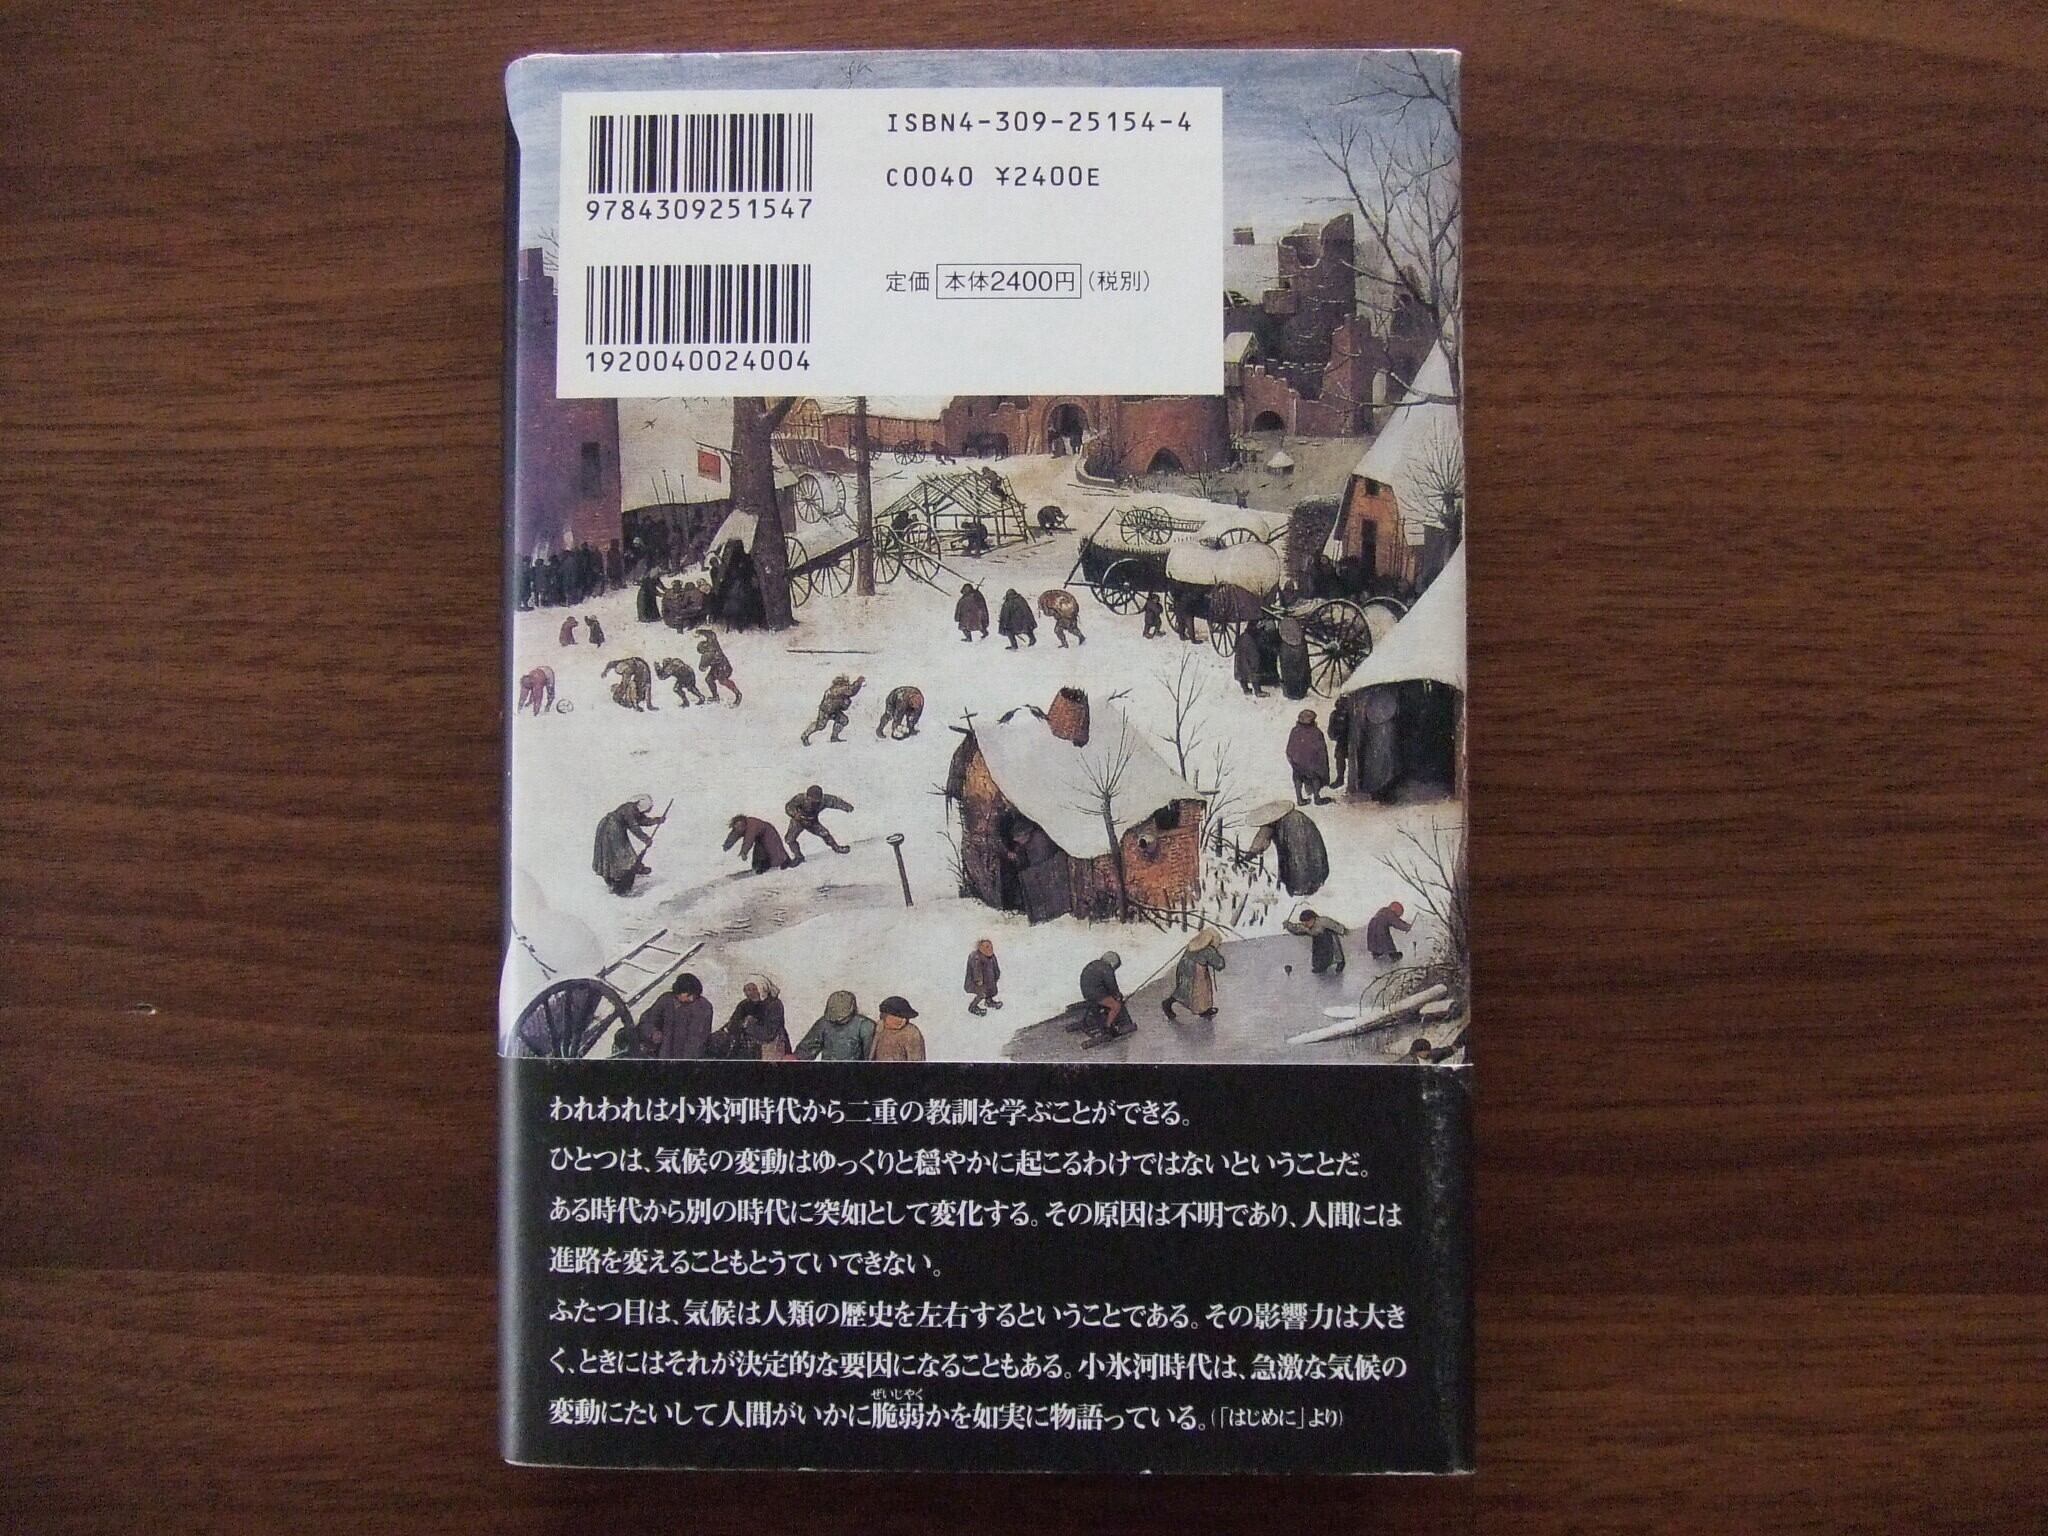 9784309251547
ISBN4-309-25154-4
C0040 ¥2400E
1920040024004
定価 本体2400円 (税別)
われわれは小氷河時代から二重の教訓を学ぶことができる。
ひとつは、気候の変動はゆっくりと穏やかに起こるわけではないということだ。
ある時代から別の時代に突如として変化する。その原因は不明であり、人間には
進路を変えることもとうていできない。
ふたつ目は、気候は人類の歴史を左右するということである。その影響力は大き
く、ときにはそれが決定的な要因になることもある。小氷河時代は、急激な気候の
ぜいじゃく
変動にたいして人間がいかに脆弱かを如実に物語っている。(「はじめに」より)